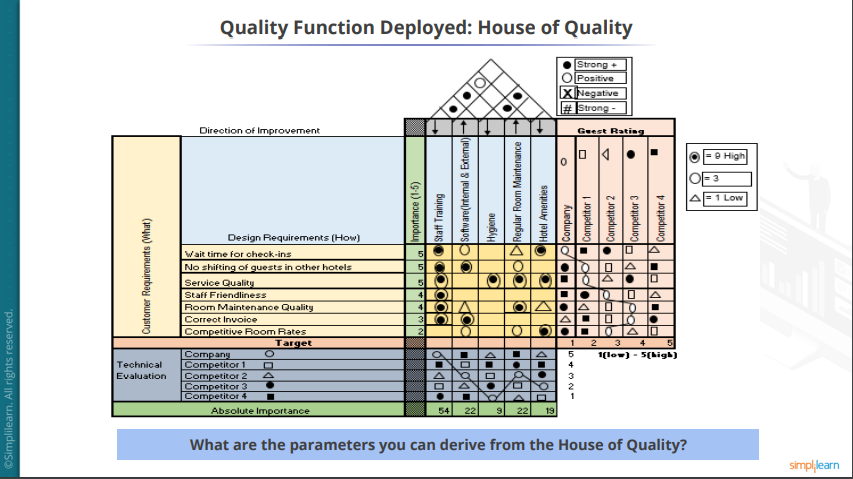 Quality Function Deployed: House of Quality
Strong +
Positive
X Negative
# Strong -
Direction of Improvement
Guest Rating
= 9 High
= 3
= 1 Low
Customer Requirements (What)
Design Requirements (How)
Importance (1-5)
Staff Training
Software(Internal & External)
Hygiene
Regular Room Maintenance
Hotel Amenities
Company
Competitor 1
Competitor 2
Competitor 3
Competitor 4
Wait time for check-ins 5
No shifting of guests in other hotels 5
Service Quality 5
Staff Friendliness 4
Room Maintenance Quality 4
Correct Invoice 3
Competitive Room Rates 2
Target 1 2 3 4 5
Technical Evaluation
Company 5 1(low) - 5(high)
Competitor 1 4
Competitor 2 3
Competitor 3 2
Competitor 4 1
Absolute Importance 54 22 9 22 19
What are the parameters you can derive from the House of Quality?
©Simplilearn. All rights reserved.
simplilearn